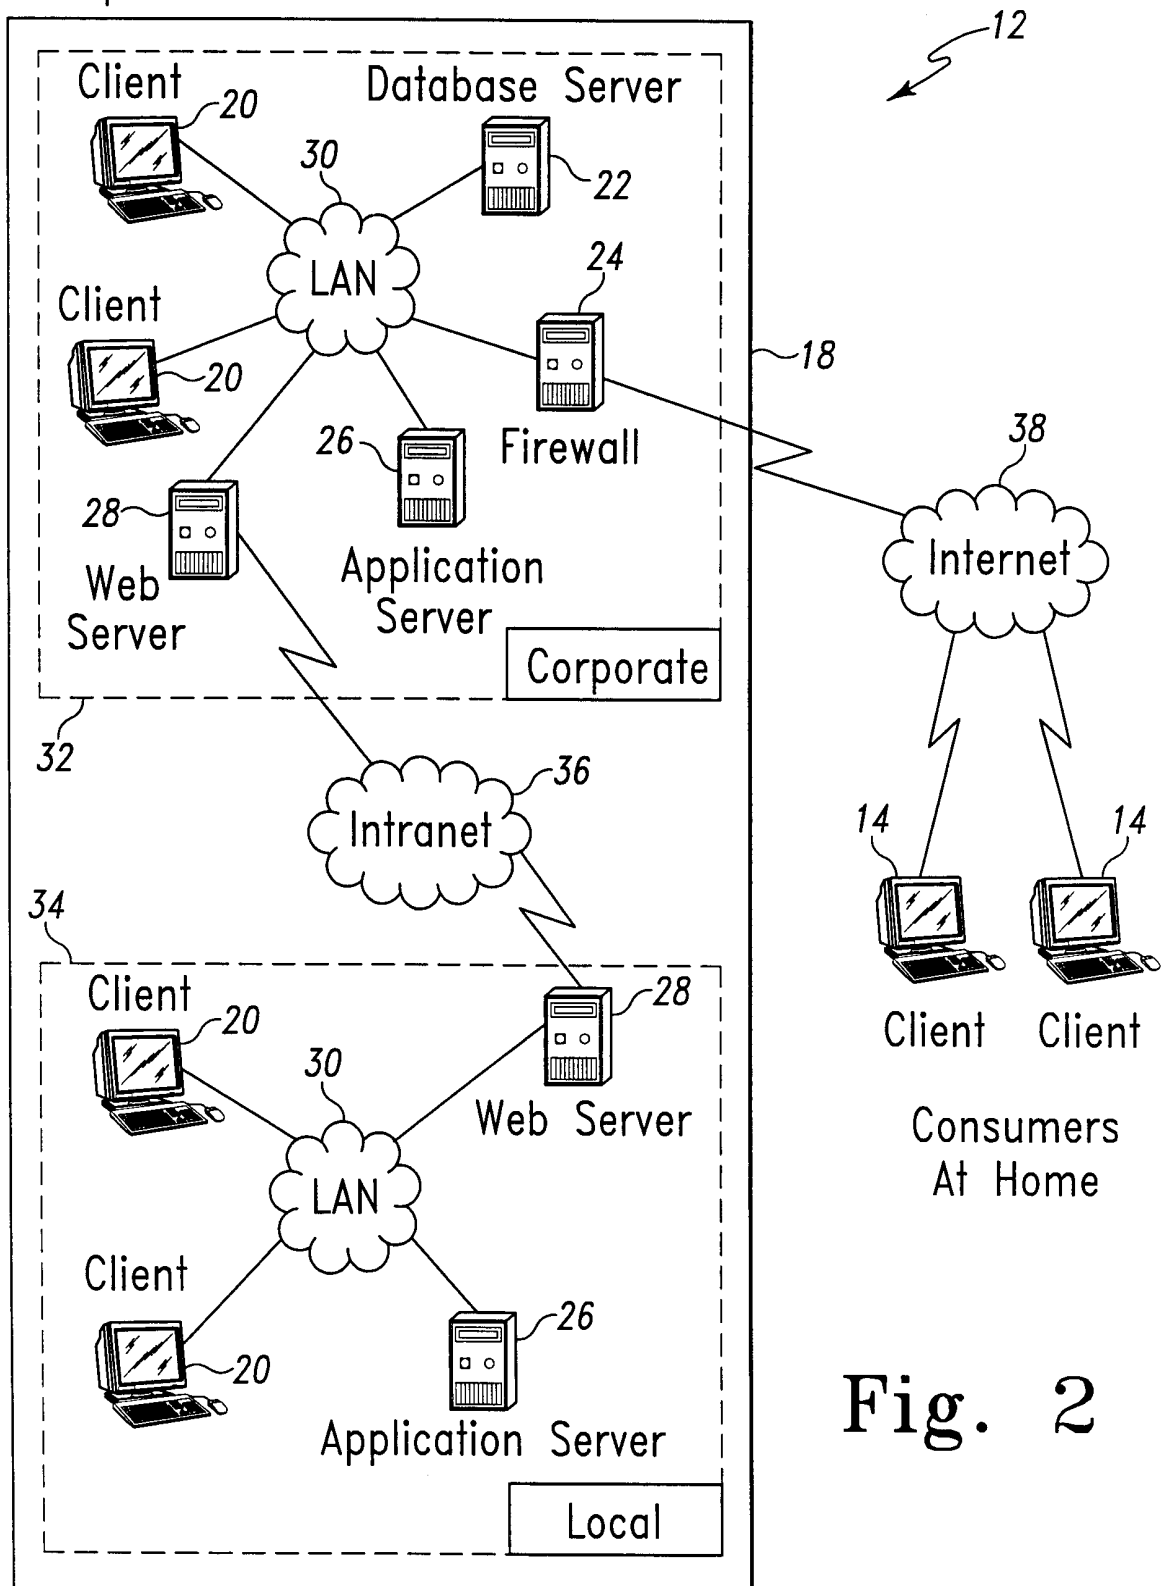 12
Client
20
Database Server
22
30
LAN
24
Client
20
18
Firewall
26
28
Web
Server
Application
Server
38
Internet
Corporate
32
36
Intranet
14
14
34
Client
20
28
Client
Client
30
Web Server
LAN
Consumers
At Home
Client
20
26
Application Server
Local
Fig. 2